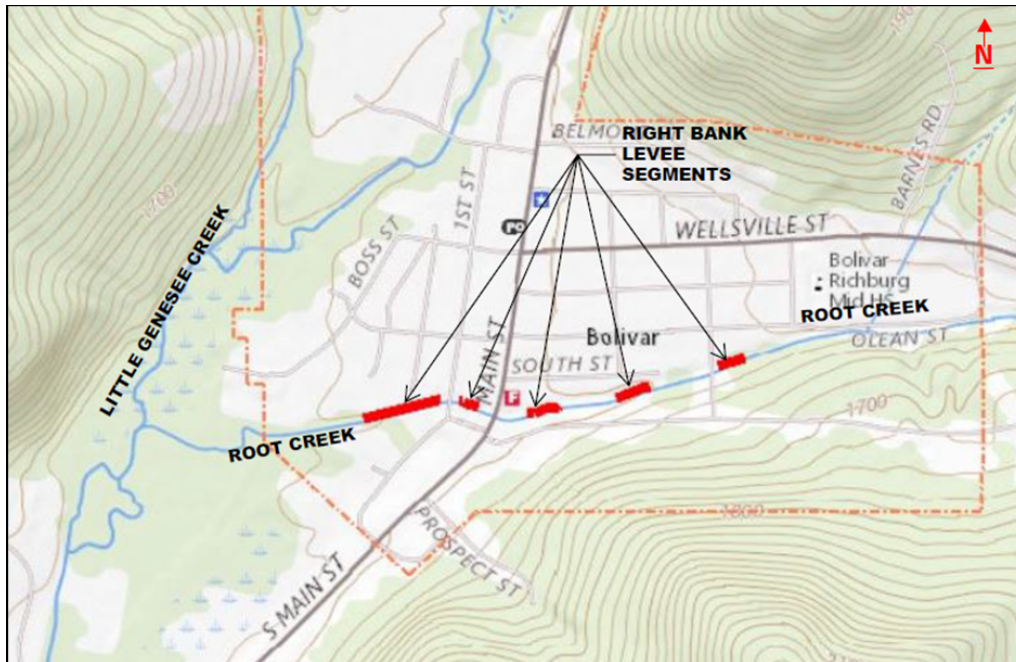 N
190
BELMO
RIGHT BANK
LEVEE
SEGMENTS
BARNES RD
1700
1ST ST
PO
WELLSVILLE ST
BOSS ST
Bolivar
Richburg
Mid HS
LITTLE GENESEE CREEK
MAIN ST
ROOT CREEK
Bolivar
OLEAN ST
SOUTH ST
F
1700
ROOT CREEK
1800
PROSPECT ST
S MAIN ST